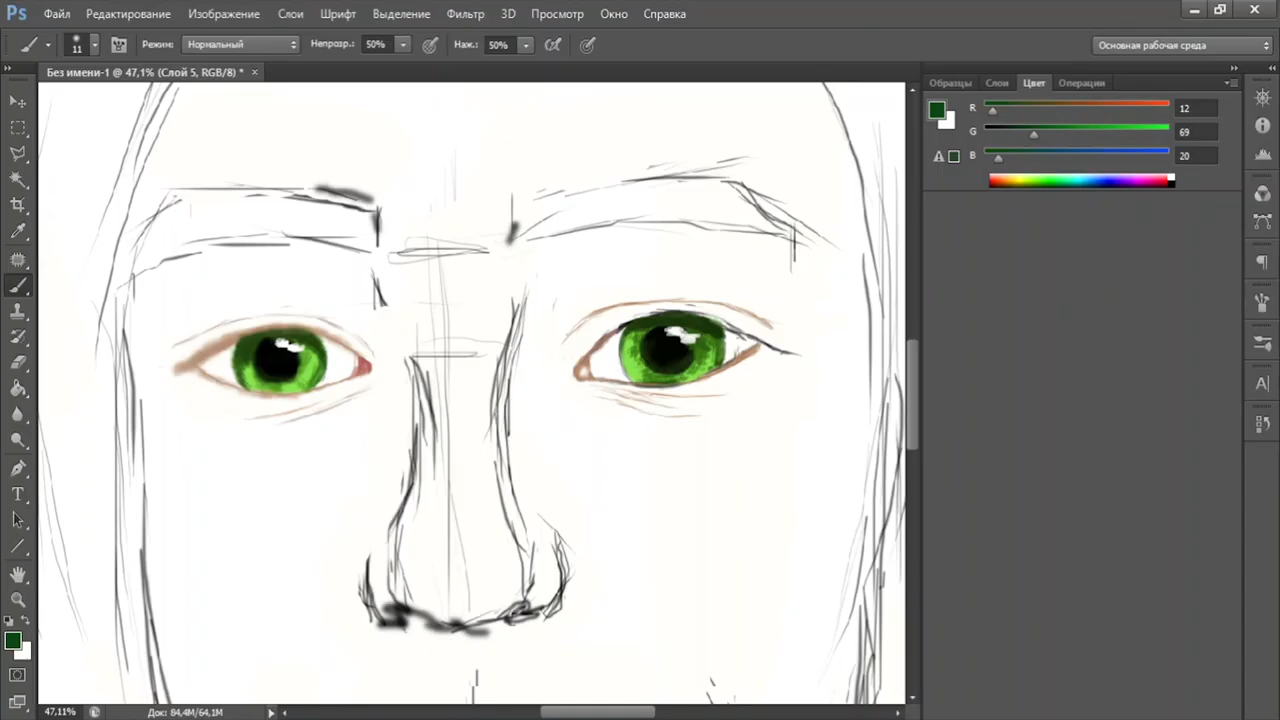 Ps Файл Редактирование Изображение Слои Шрифт Выделение Фильтр 3D Просмотр Окно Справка
11 Режим: Нормальный Непрозр.: 50% Наж.: 50% Основная рабочая среда
Без имени-1 @ 47,1% (Слой 5, RGB/8) * ×
Образцы Слои Цвет Операции
R 12
G 69
B 20
T
A
47,11% Док: 84,4M/64,1M